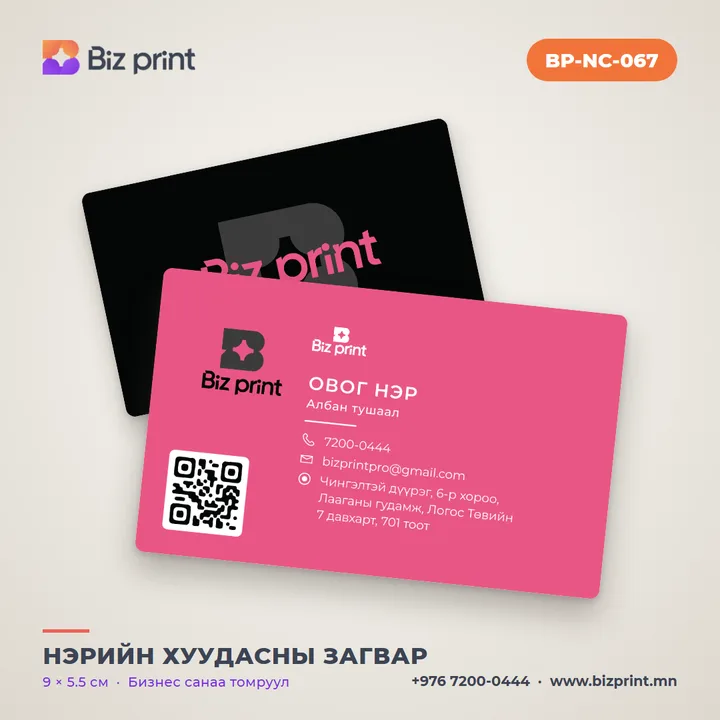 Biz print
BP-NC-067
Biz print
Biz print
Biz print
ОВОГ НЭР
Албан тушаал
7200-0444
bizprintpro@gmail.com
Чингэлтэй дүүрэг, 6-р хороо,
Лааганы гудамж, Логос Төвийн
7 давхарт, 701 тоот
НЭРИЙН ХУУДАСНЫ ЗАГВАР
9 × 5.5 см · Бизнес санаа томруул
+976 7200-0444 · www.bizprint.mn